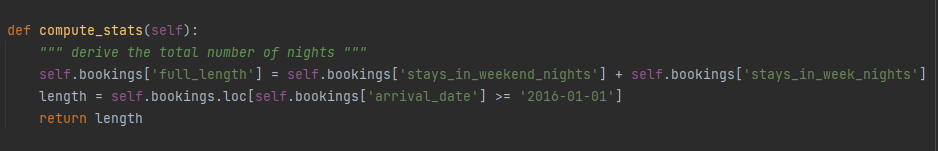 def compute_stats(self):
    """ derive the total number of nights """
    self.bookings['full_length'] = self.bookings['stays_in_weekend_nights'] + self.bookings['stays_in_week_nights']
    length = self.bookings.loc[self.bookings['arrival_date'] >= '2016-01-01']
    return length